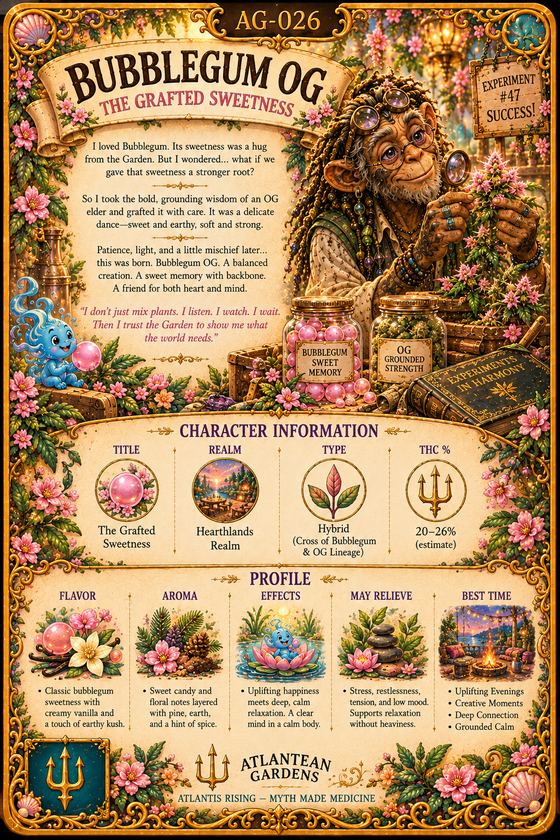 AG-026
BUBBLEGUM OG
THE GRAFTED SWEETNESS
EXPERIMENT
#47
SUCCESS!
I loved Bubblegum. Its sweetness was a hug
from the Garden. But I wondered... what if we
gave that sweetness a stronger root?
So I took the bold, grounding wisdom of an OG
elder and grafted it with care. It was a delicate
dance—sweet and earthy, soft and strong.
Patience, light, and a little mischief later...
this was born. Bubblegum OG. A balanced
creation. A sweet memory with backbone.
A friend for both heart and mind.
“I don't just mix plants. I listen. I watch. I wait.
Then I trust the Garden to show me what
the world needs.”
BUBBLEGUM
SWEET
MEMORY
OG
GROUNDED
STRENGTH
CHARACTER INFORMATION
TITLE
The Grafted
Sweetness
REALM
Hearthlands
Realm
TYPE
Hybrid
(Cross of Bubblegum
& OG Lineage)
THC %
20–26%
(estimate)
PROFILE
FLAVOR
• Classic bubblegum
sweetness with
creamy vanilla and
a touch of earthy kush.
AROMA
• Sweet candy and
floral notes layered
with pine, earth,
and a hint of spice.
EFFECTS
• Uplifting happiness
meets deep, calm
relaxation. A clear
mind in a calm body.
MAY RELIEVE
• Stress, restlessness,
tension, and low mood.
Supports relaxation
without heaviness.
BEST TIME
• Uplifting Evenings
• Creative Moments
• Deep Connection
• Grounded Calm
ATLANTEAN
GARDENS
ATLANTIS RISING – MYTH MADE MEDICINE